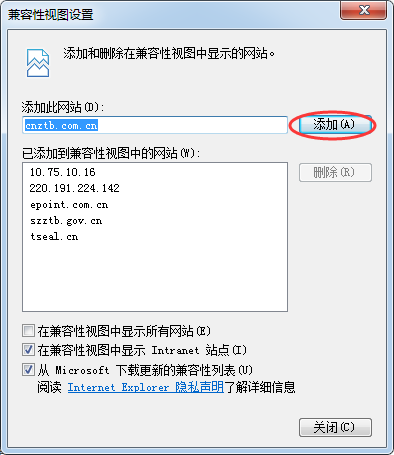 兼容性视图设置
添加和删除在兼容性视图中显示的网站。
添加此网站(D):
cnztb.com.cn
添加(A)
已添加到兼容性视图中的网站(W):
10.75.10.16
删除(R)
220.191.224.142
epoint.com.cn
szztb.gov.cn
tseal.cn
在兼容性视图中显示所有网站(E)
在兼容性视图中显示 Intranet 站点(I)
从 Microsoft 下载更新的兼容性列表(U)
阅读 Internet Explorer 隐私声明了解详细信息
关闭(C)